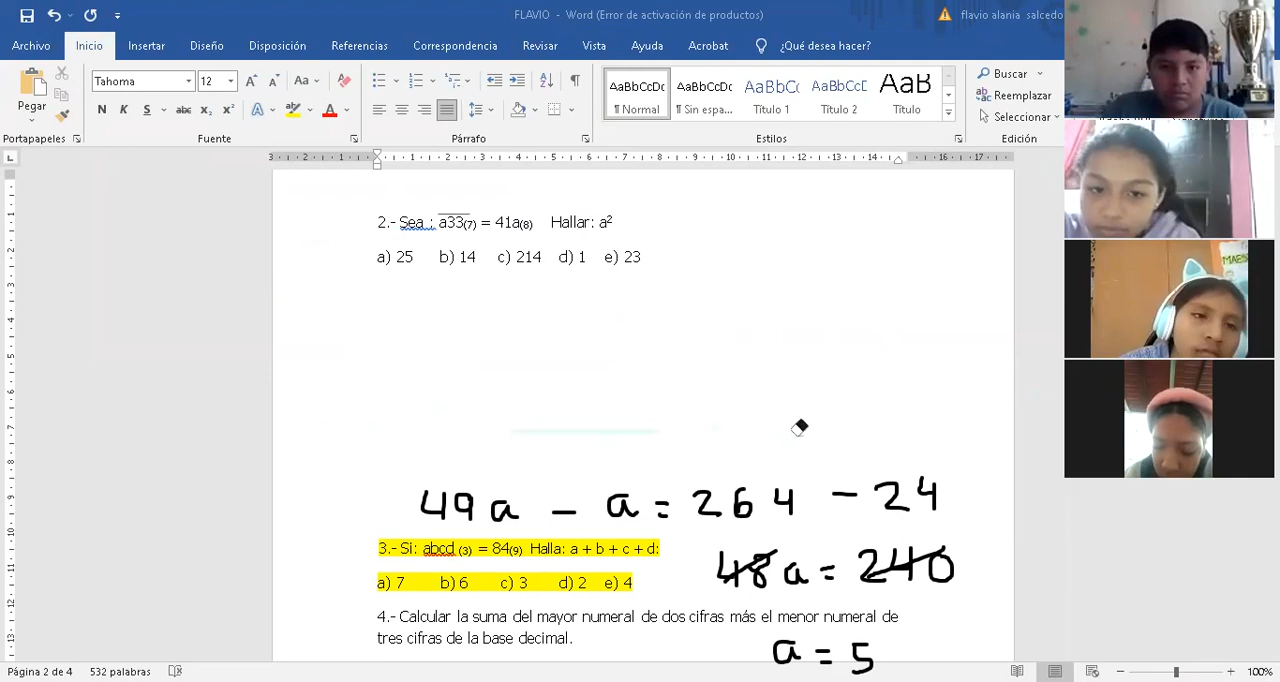 FLAVIO - Word (Error de activación de productos)
flavio alania salcedo
Archivo Inicio Insertar Diseño Disposición Referencias Correspondencia Revisar Vista Ayuda Acrobat ¿Qué desea hacer?
Pegar
Tahoma 12
N K S abc x₂ x²
Portapapeles Fuente Párrafo Estilos Edición
AaBbCcDc AaBbCcDc AaBbCc AaBbCcE AaB
¶ Normal ¶ Sin espa... Título 1 Título 2 Título
Buscar
Reemplazar
Seleccionar
2.- Sea : a33(7) = 41a(8) Hallar: a²
a) 25 b) 14 c) 214 d) 1 e) 23
49a - a = 264 - 24
3.- Si: abcd (3) = 84(9) Halla: a + b + c + d:
48a = 240
a) 7 b) 6 c) 3 d) 2 e) 4
4.- Calcular la suma del mayor numeral de dos cifras más el menor numeral de
tres cifras de la base decimal.
a = 5
Página 2 de 4 532 palabras 100%